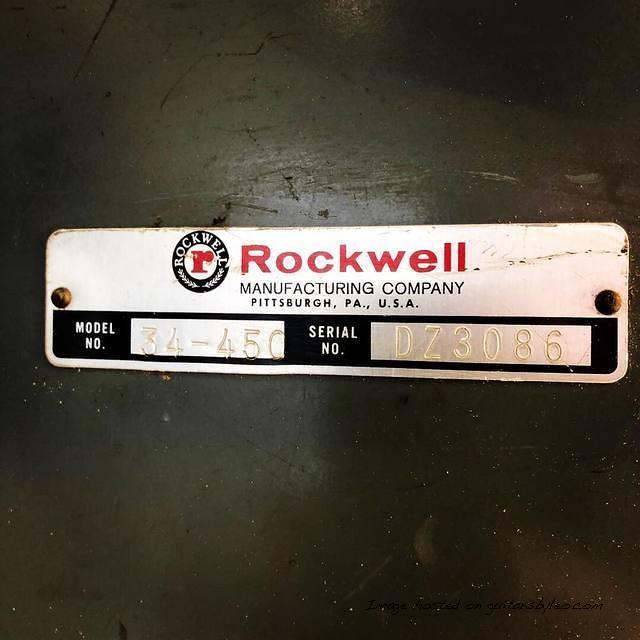 ROCKWELL
r
Rockwell
MANUFACTURING COMPANY
PITTSBURGH, PA., U.S.A.
MODEL NO. 34-450
SERIAL NO. DZ3086
Image hosted on guitarsbyleo.com